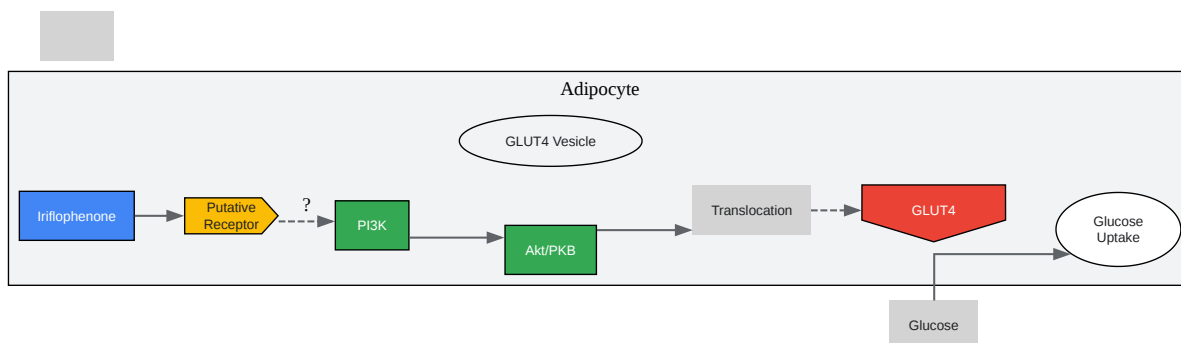 Adipocyte
GLUT4 Vesicle
Iriflophenone
Putative
Receptor
?
PI3K
Akt/PKB
Translocation
GLUT4
Glucose
Uptake
Glucose